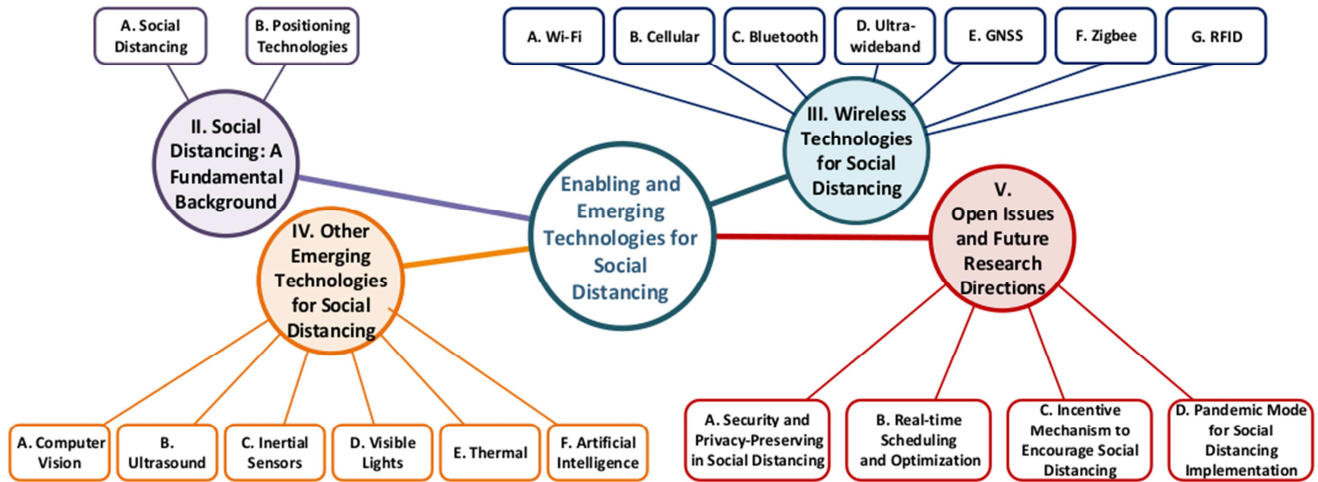 A. Social
Distancing
B. Positioning
Technologies
A. Wi-Fi
B. Cellular
C. Bluetooth
D. Ultra-
wideband
E. GNSS
F. Zigbee
G. RFID
II. Social
Distancing: A
Fundamental
Background
III. Wireless
Technologies
for Social
Distancing
Enabling and
Emerging
Technologies for
Social
Distancing
IV. Other
Emerging
Technologies
for Social
Distancing
V.
Open Issues
and Future
Research
Directions
A. Computer
Vision
B.
Ultrasound
C. Inertial
Sensors
D. Visible
Lights
E. Thermal
F. Artificial
Intelligence
A. Security and
Privacy-Preserving
in Social Distancing
B. Real-time
Scheduling
and Optimization
C. Incentive
Mechanism to
Encourage Social
Distancing
D. Pandemic Mode
for Social
Distancing
Implementation